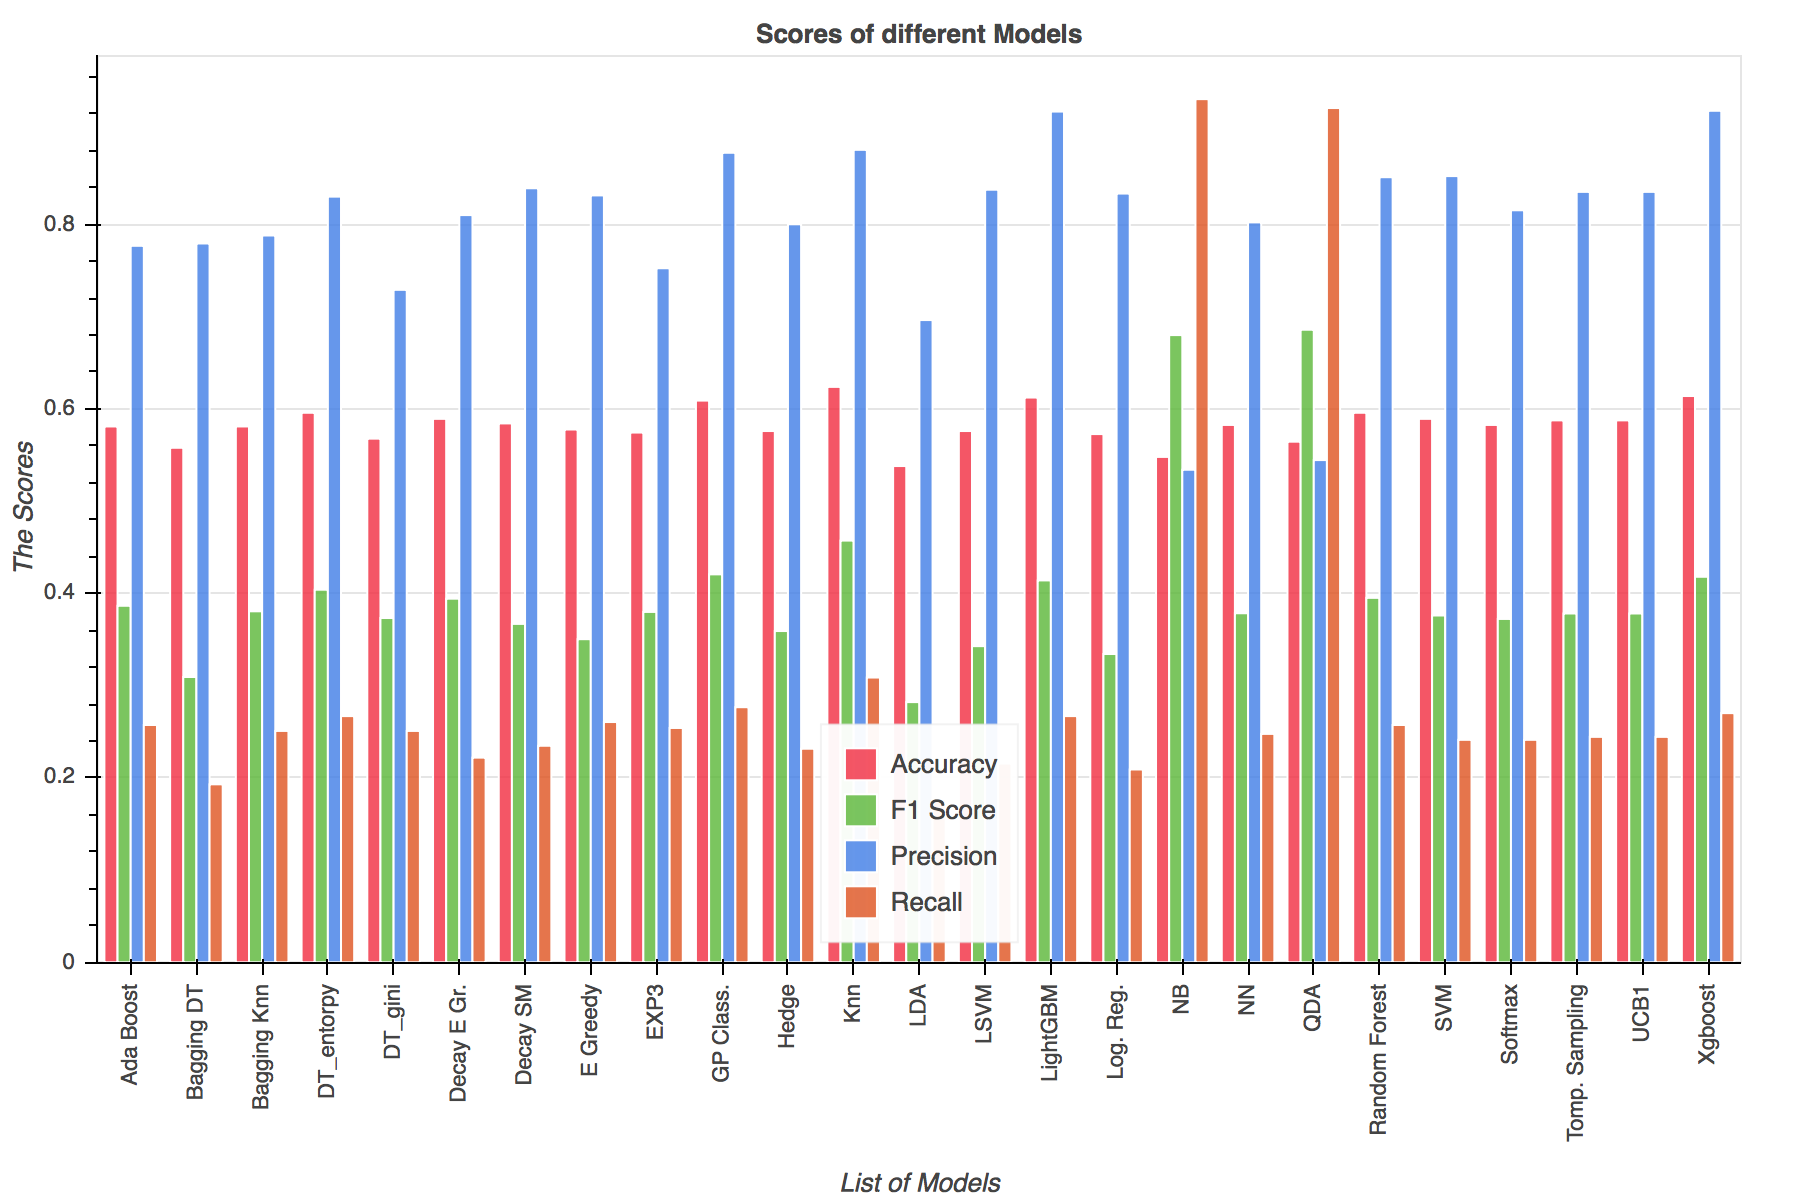 Scores of different Models
The Scores
0.8
0.6
0.4
0.2
0
Accuracy
F1 Score
Precision
Recall
Ada Boost
Bagging DT
Bagging Knn
DT_entorpy
DT_gini
Decay E Gr.
Decay SM
E Greedy
EXP3
GP Class.
Hedge
Knn
LDA
LSVM
LightGBM
Log. Reg.
NB
NN
QDA
Random Forest
SVM
Softmax
Tomp. Sampling
UCB1
Xgboost
List of Models